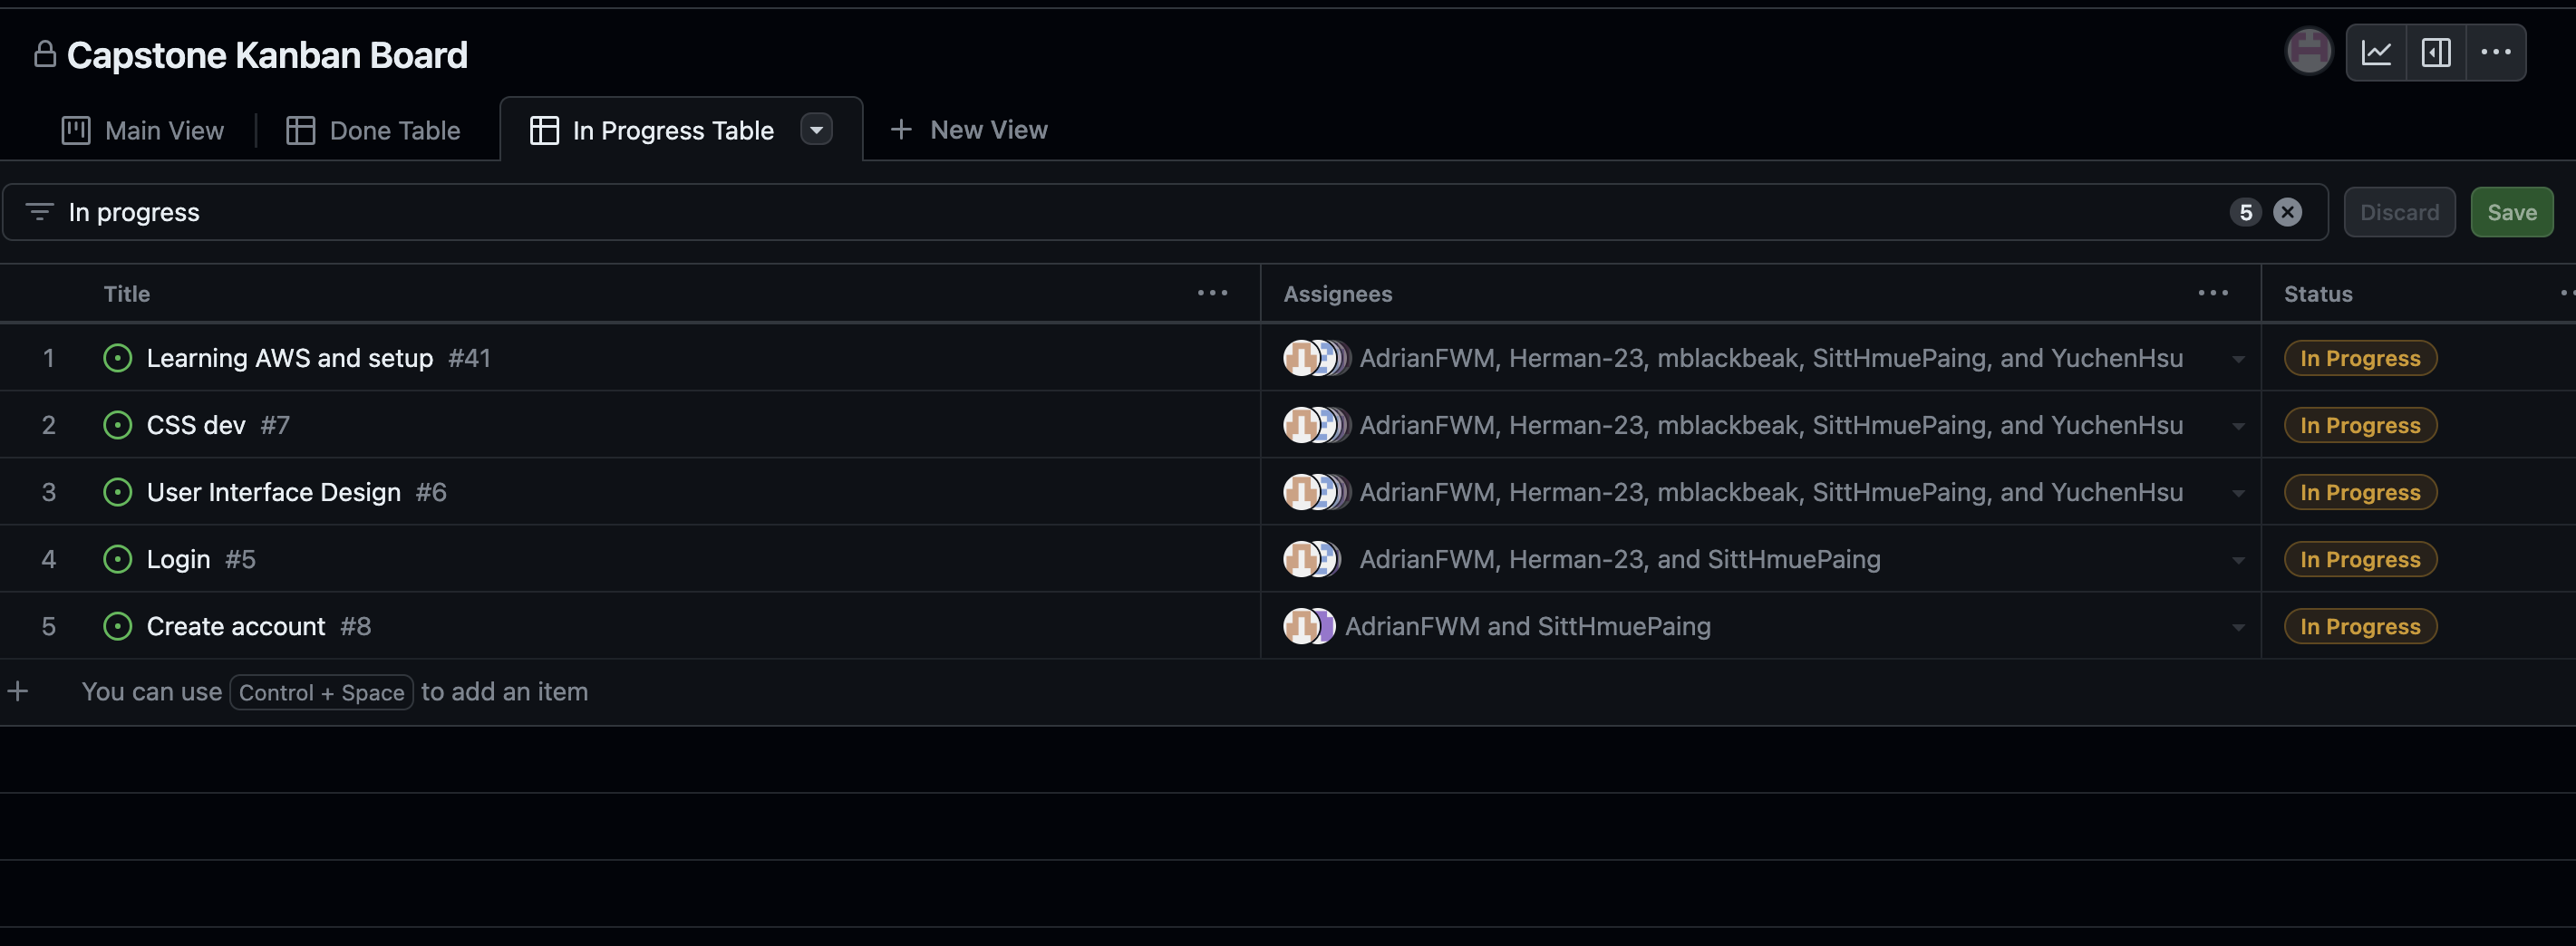 Capstone Kanban Board
Main View
Done Table
In Progress Table
New View
In progress
5
Discard
Save
Title
Assignees
Status
1 Learning AWS and setup #41 AdrianFWM, Herman-23, mblackbeak, SittHmuePaing, and YuchenHsu In Progress
2 CSS dev #7 AdrianFWM, Herman-23, mblackbeak, SittHmuePaing, and YuchenHsu In Progress
3 User Interface Design #6 AdrianFWM, Herman-23, mblackbeak, SittHmuePaing, and YuchenHsu In Progress
4 Login #5 AdrianFWM, Herman-23, and SittHmuePaing In Progress
5 Create account #8 AdrianFWM and SittHmuePaing In Progress
You can use Control + Space to add an item